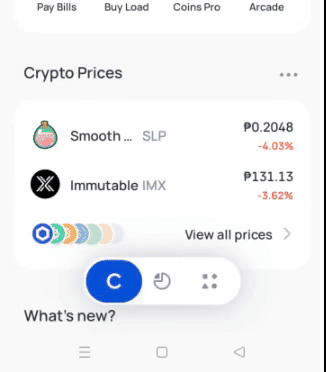 Pay Bills Buy Load Coins Pro Arcade
Crypto Prices
Smooth ... SLP ₱0.2048
-4.03%
Immutable IMX ₱131.13
-3.62%
View all prices
C
What's new?